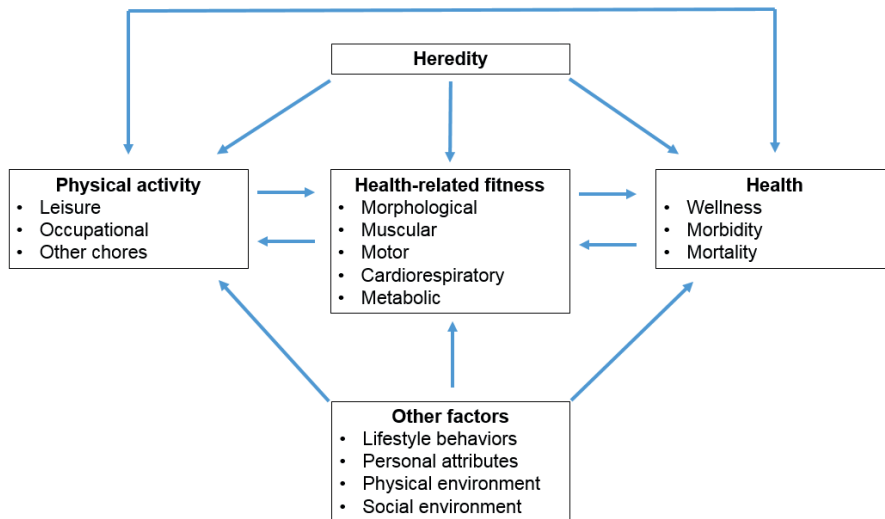 Heredity
Physical activity
• Leisure
• Occupational
• Other chores
Health-related fitness
• Morphological
• Muscular
• Motor
• Cardiorespiratory
• Metabolic
Health
• Wellness
• Morbidity
• Mortality
Other factors
• Lifestyle behaviors
• Personal attributes
• Physical environment
• Social environment